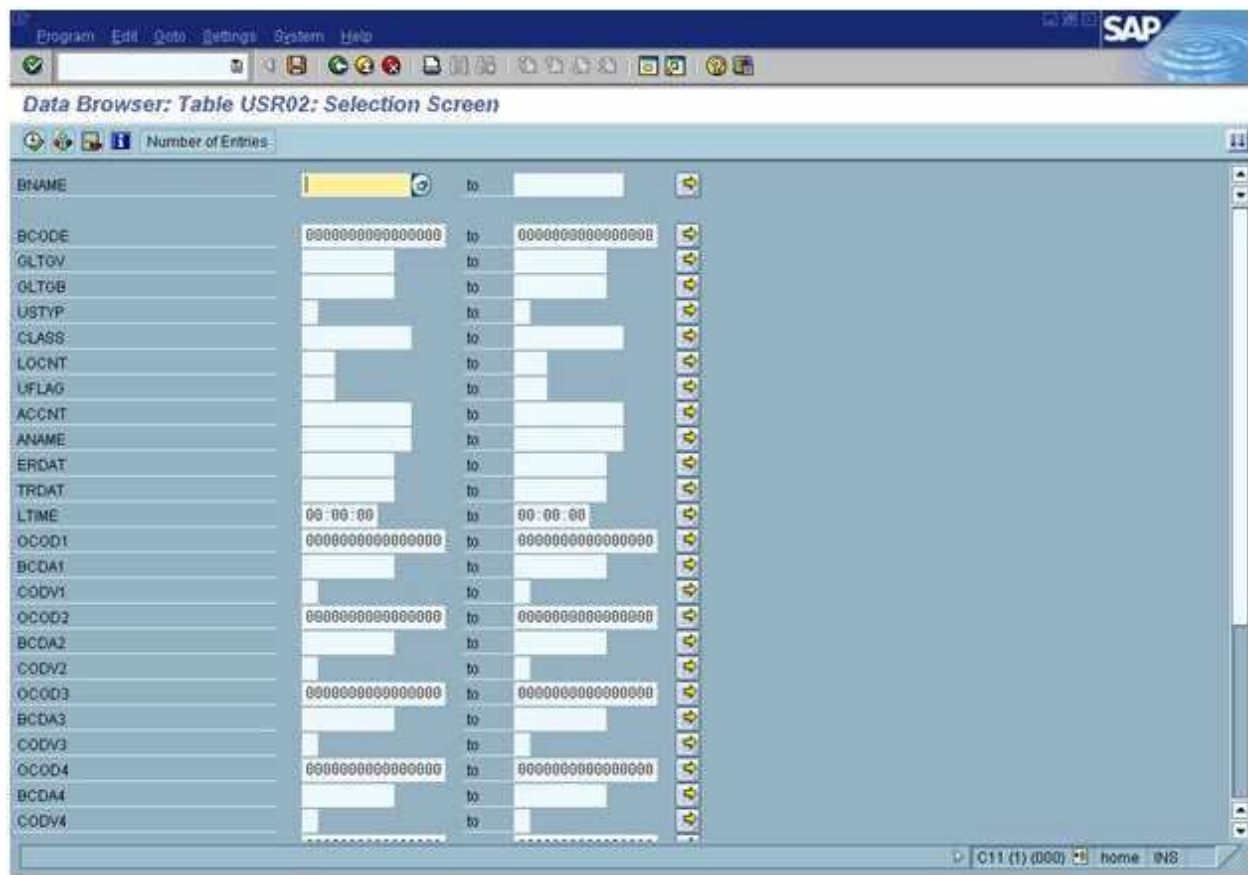 Program Edit Goto Settings System Help
SAP
Data Browser: Table USR02: Selection Screen
Number of Entries
BNAME to
BCODE 0000000000000000 to 0000000000000000
GLTGV to
GLTGB to
USTYP to
CLASS to
LOCNT to
UFLAG to
ACCNT to
ANAME to
ERDAT to
TRDAT to
LTIME 00:00:00 to 00:00:00
OCOD1 0000000000000000 to 0000000000000000
BCDA1 to
CODV1 to
OCOD2 0000000000000000 to 0000000000000000
BCDA2 to
CODV2 to
OCOD3 0000000000000000 to 0000000000000000
BCDA3 to
CODV3 to
OCOD4 0000000000000000 to 0000000000000000
BCDA4 to
CODV4 to
C11 (1) (000) home INS